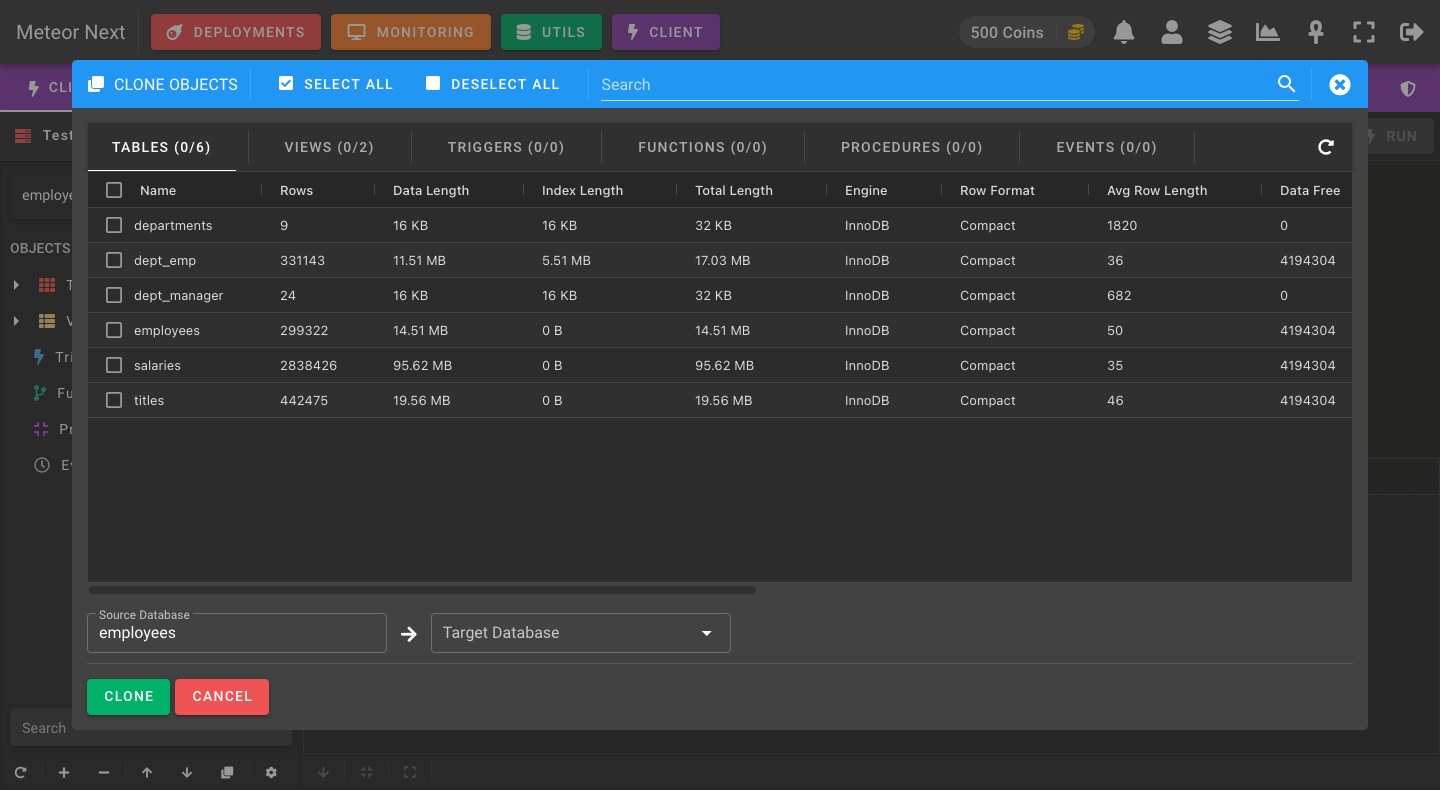 Meteor Next DEPLOYMENTS MONITORING UTILS CLIENT 500 Coins
CLI
CLONE OBJECTS SELECT ALL DESELECT ALL Search
Test
RUN
TABLES (0/6) VIEWS (0/2) TRIGGERS (0/0) FUNCTIONS (0/0) PROCEDURES (0/0) EVENTS (0/0)
employe
Name Rows Data Length Index Length Total Length Engine Row Format Avg Row Length Data Free
departments 9 16 KB 16 KB 32 KB InnoDB Compact 1820 0
OBJECTS
dept_emp 331143 11.51 MB 5.51 MB 17.03 MB InnoDB Compact 36 4194304
T
dept_manager 24 16 KB 16 KB 32 KB InnoDB Compact 682 0
V
employees 299322 14.51 MB 0 B 14.51 MB InnoDB Compact 50 4194304
Tri
salaries 2838426 95.62 MB 0 B 95.62 MB InnoDB Compact 35 4194304
Fu
titles 442475 19.56 MB 0 B 19.56 MB InnoDB Compact 46 4194304
Pr
Ev
Source Database
employees Target Database
CLONE CANCEL
Search